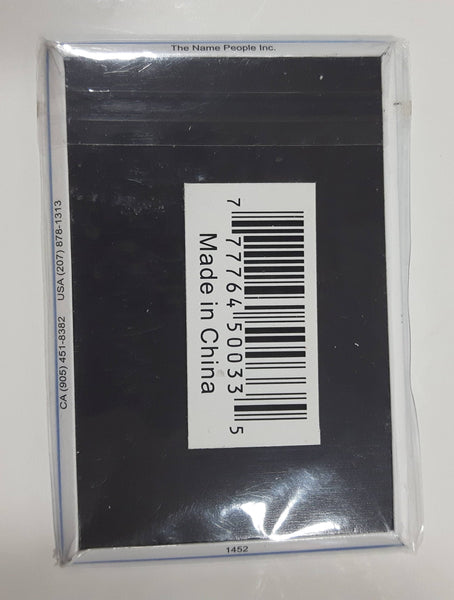 The Name People Inc.
CA (905) 451-8382 USA (207) 878-1313
7 77764 50033 5
Made in China
1452